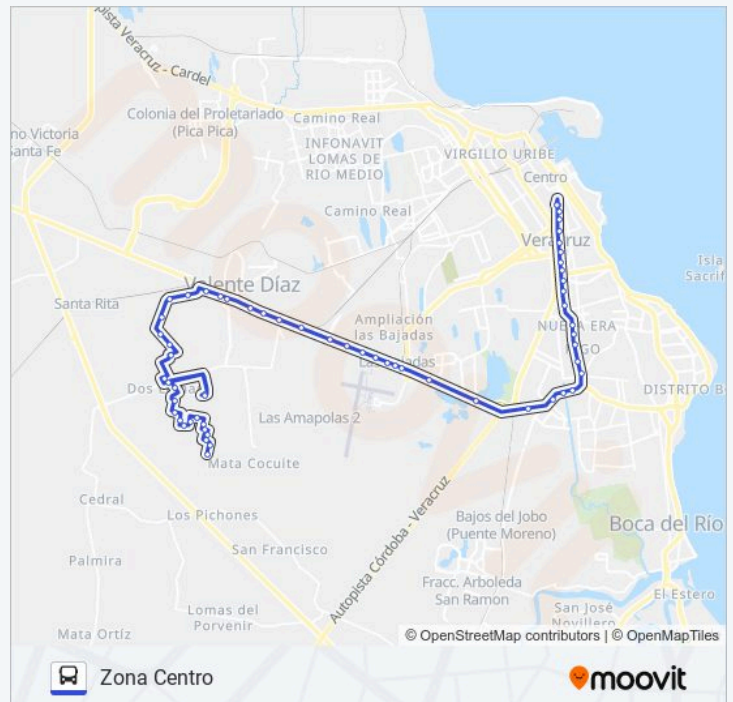 Autopista Veracruz - Cardel
Colonia del Proletariado
(Pica Pica)
Camino Real
INFONAVIT
LOMAS DE
RIO MEDIO
VIRGILIO URIBE
Centro
Santa Fe
Camino Real
Veracruz
Isla
Valente Díaz
Santa Rita
Ampliación
las Bajadas
NUEVA ERA
Dos
DISTRITO
Las Amapolas 2
Mata Cocuite
Cedral
Los Pichones
San Francisco
Autopista Córdoba - Veracruz
Bajos del Jobo
(Puente Moreno)
Boca del Río
Palmira
Fracc. Arboleda
San Ramon
El Estero
Lomas del
Porvenir
San José
Novillero
Mata Ortíz
© OpenStreetMap contributors | © OpenMapTiles
Zona Centro
moovit